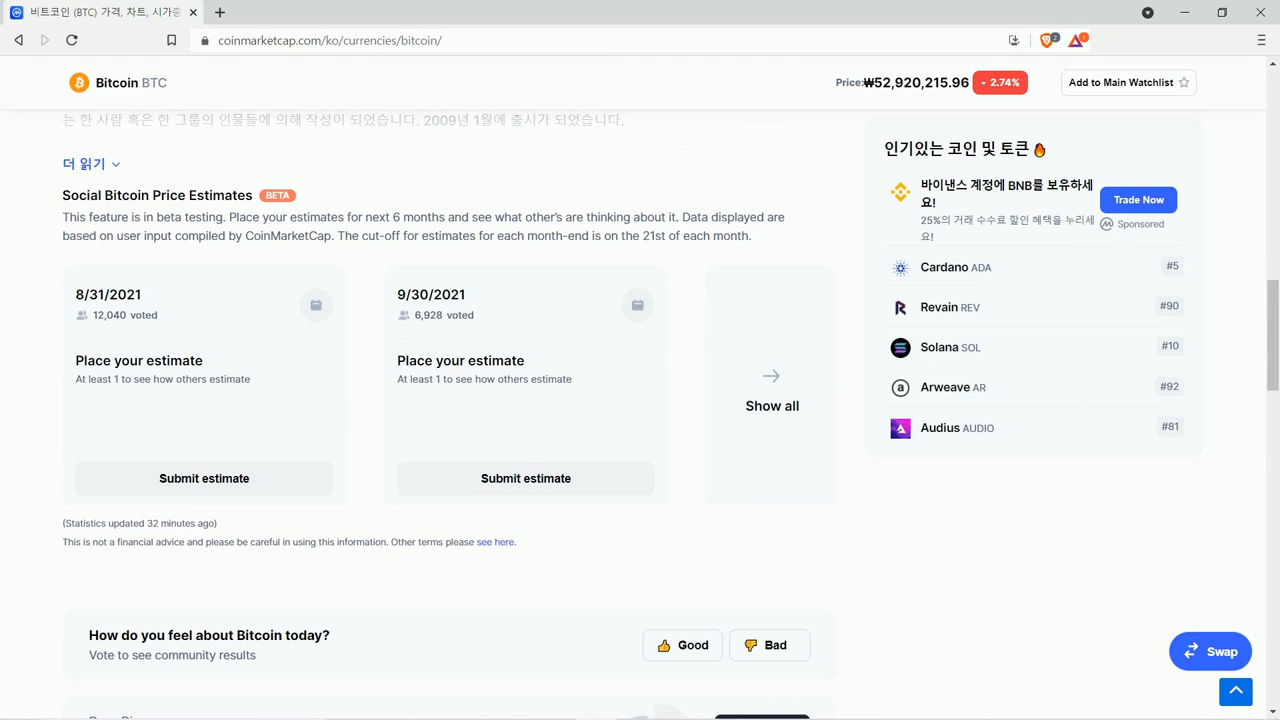 비트코인 (BTC) 가격, 차트, 시가총
coinmarketcap.com/ko/currencies/bitcoin/
2
1
Bitcoin BTC
Price:₩52,920,215.96
2.74%
Add to Main Watchlist
는 한 사람 혹은 한 그룹의 인물들에 의해 작성이 되었습니다. 2009년 1월에 출시가 되었습니다.
더 읽기
Social Bitcoin Price Estimates BETA
This feature is in beta testing. Place your estimates for next 6 months and see what other's are thinking about it. Data displayed are
based on user input compiled by CoinMarketCap. The cut-off for estimates for each month-end is on the 21st of each month.
8/31/2021
12,040 voted
Place your estimate
At least 1 to see how others estimate
Submit estimate
9/30/2021
6,928 voted
Place your estimate
At least 1 to see how others estimate
Submit estimate
Show all
(Statistics updated 32 minutes ago)
This is not a financial advice and please be careful in using this information. Other terms please see here.
How do you feel about Bitcoin today?
Vote to see community results
Good
Bad
인기있는 코인 및 토큰
바이낸스 계정에 BNB를 보유하세
요!
25%의 거래 수수료 할인 혜택을 누리세
요!
Trade Now
Sponsored
Cardano ADA #5
Revain REV #90
Solana SOL #10
Arweave AR #92
Audius AUDIO #81
Swap